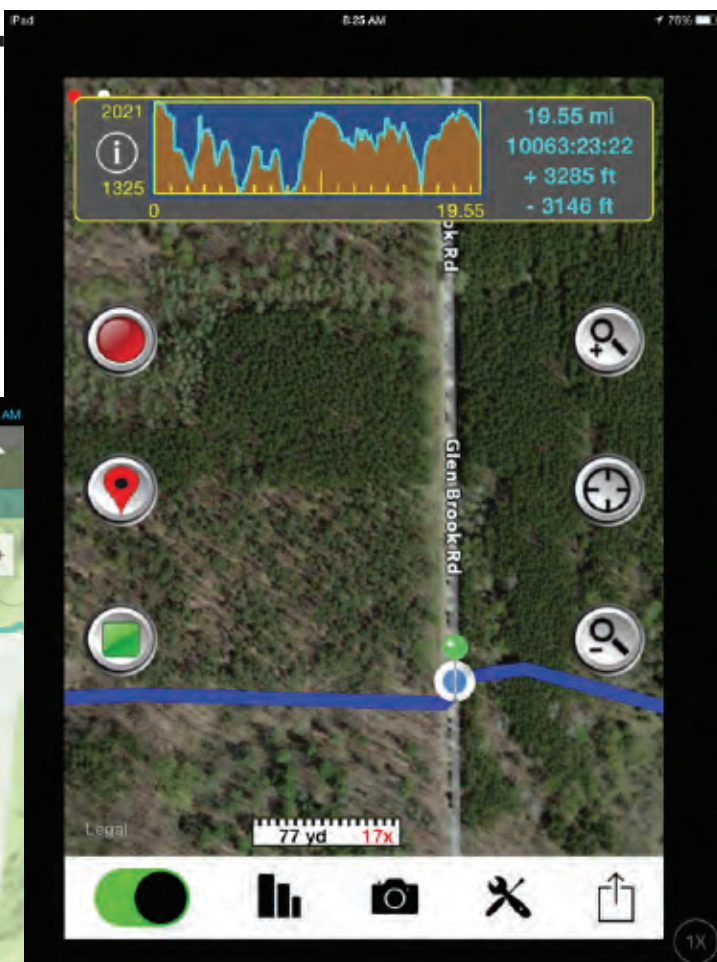 iPad
8:25 AM
76%
2021
1325
0
19.55
19.55 mi
10063:23:22
+ 3285 ft
- 3146 ft
ok Rd
Glen Brook Rd
Legal
77 yd
17x
1X
AM